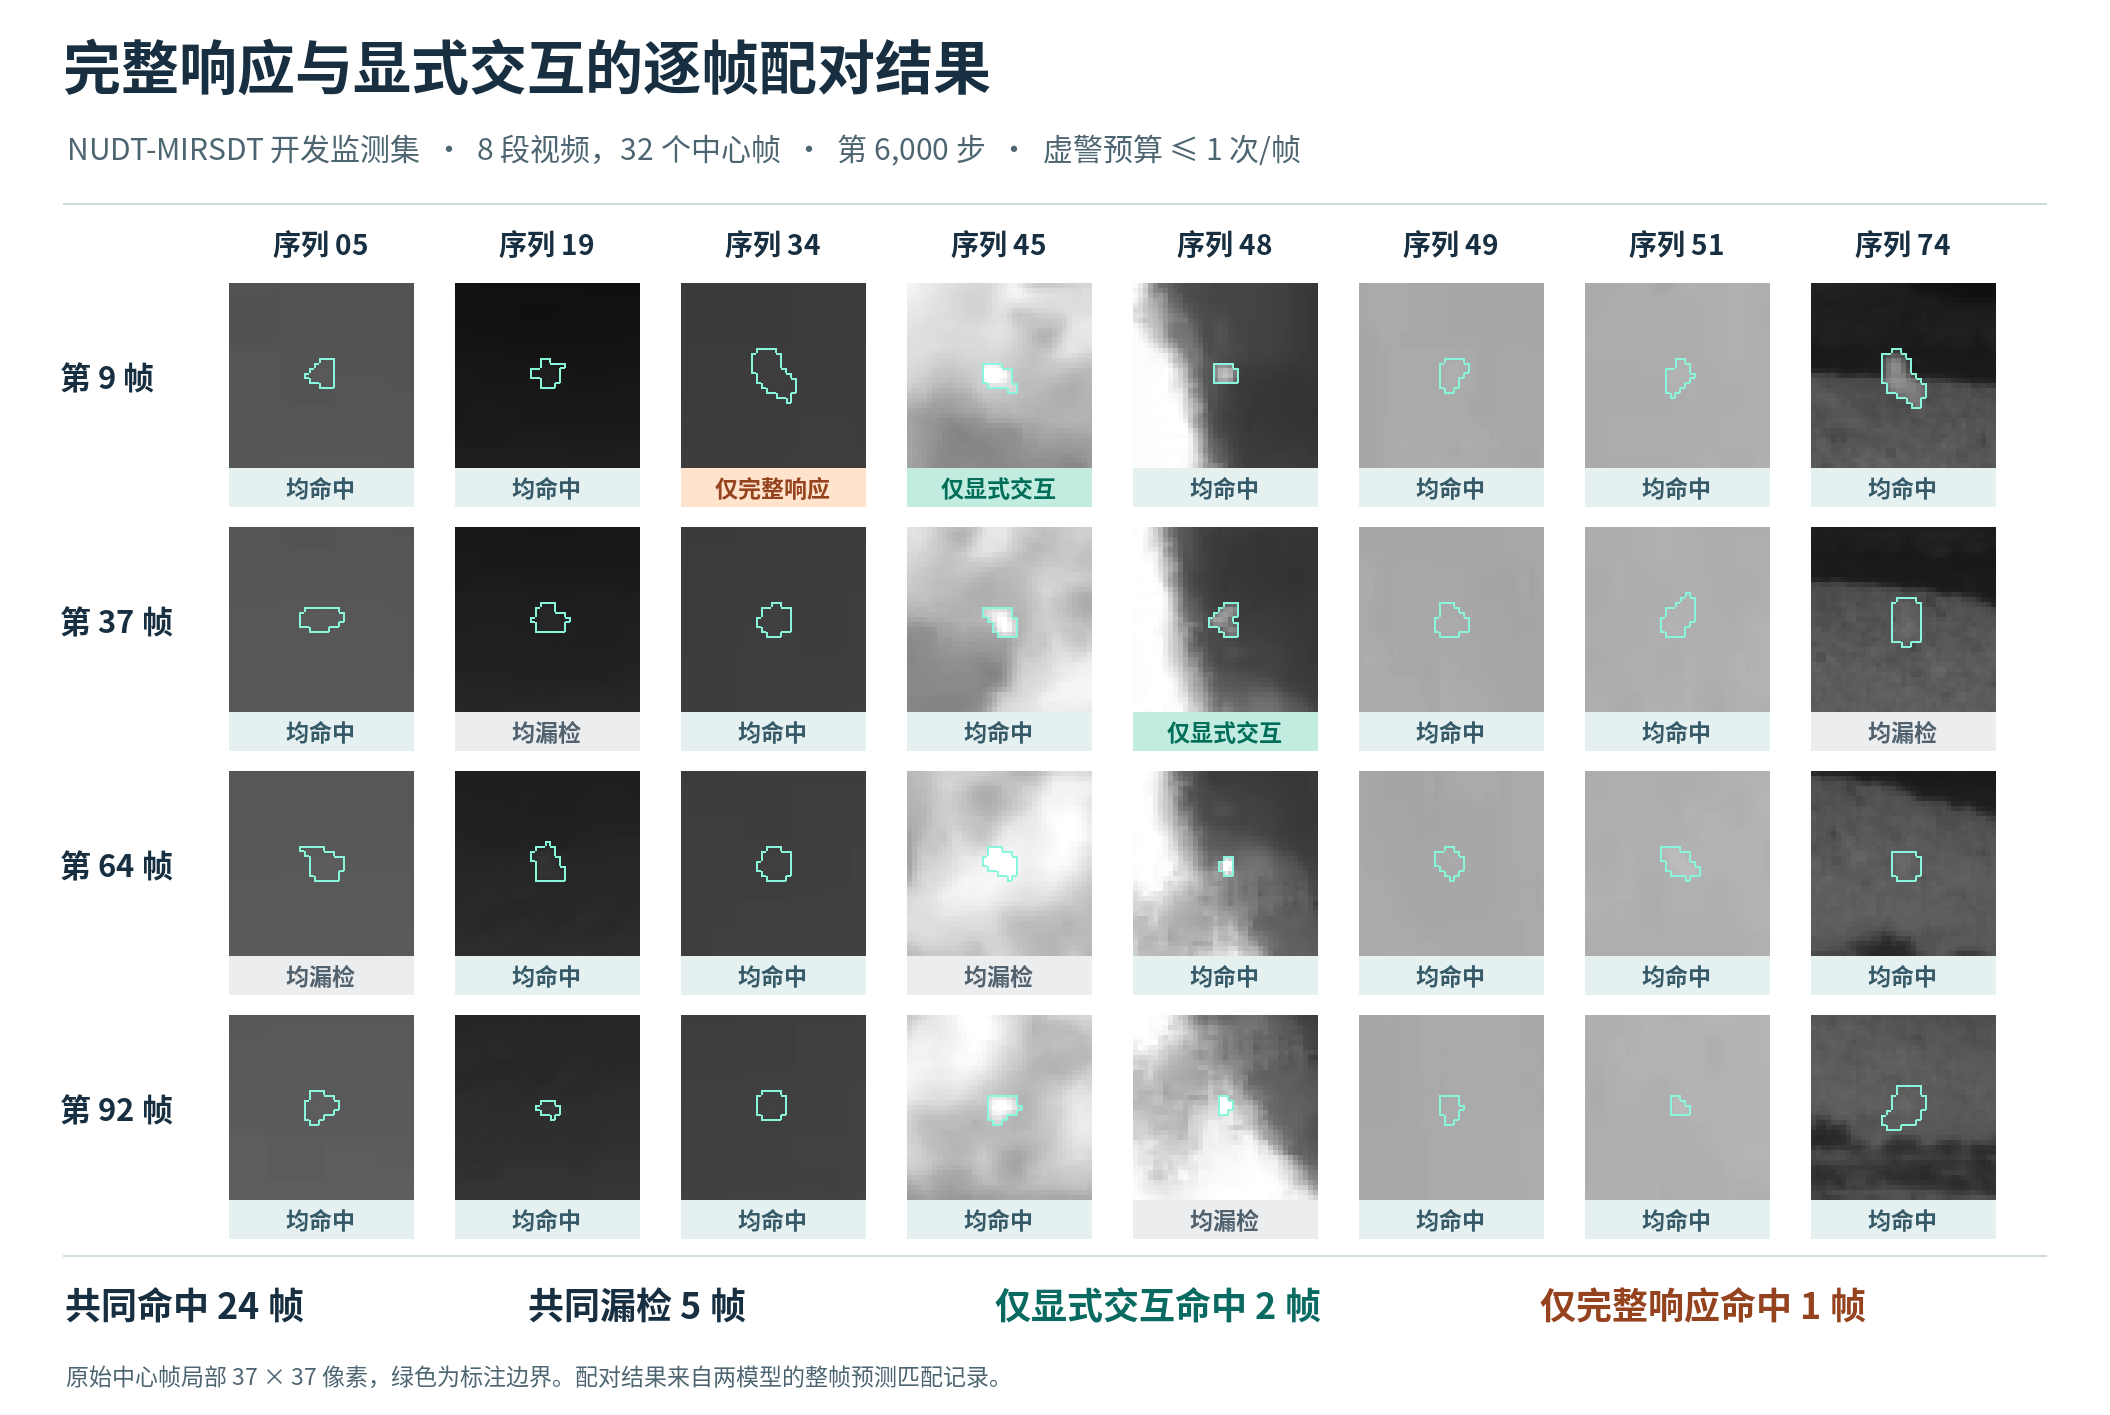 完整响应与显式交互的逐帧配对结果
NUDT-MIRSDT 开发监测集 · 8 段视频，32 个中心帧 · 第 6,000 步 · 虚警预算 ≤ 1 次/帧
序列 05 序列 19 序列 34 序列 45 序列 48 序列 49 序列 51 序列 74
第 9 帧
均命中 均命中 仅完整响应 仅显式交互 均命中 均命中 均命中 均命中
第 37 帧
均命中 均漏检 均命中 均命中 仅显式交互 均命中 均命中 均漏检
第 64 帧
均漏检 均命中 均命中 均漏检 均命中 均命中 均命中 均命中
第 92 帧
均命中 均命中 均命中 均命中 均漏检 均命中 均命中 均命中
共同命中 24 帧 共同漏检 5 帧 仅显式交互命中 2 帧 仅完整响应命中 1 帧
原始中心帧局部 37 × 37 像素，绿色为标注边界。配对结果来自两模型的整帧预测匹配记录。